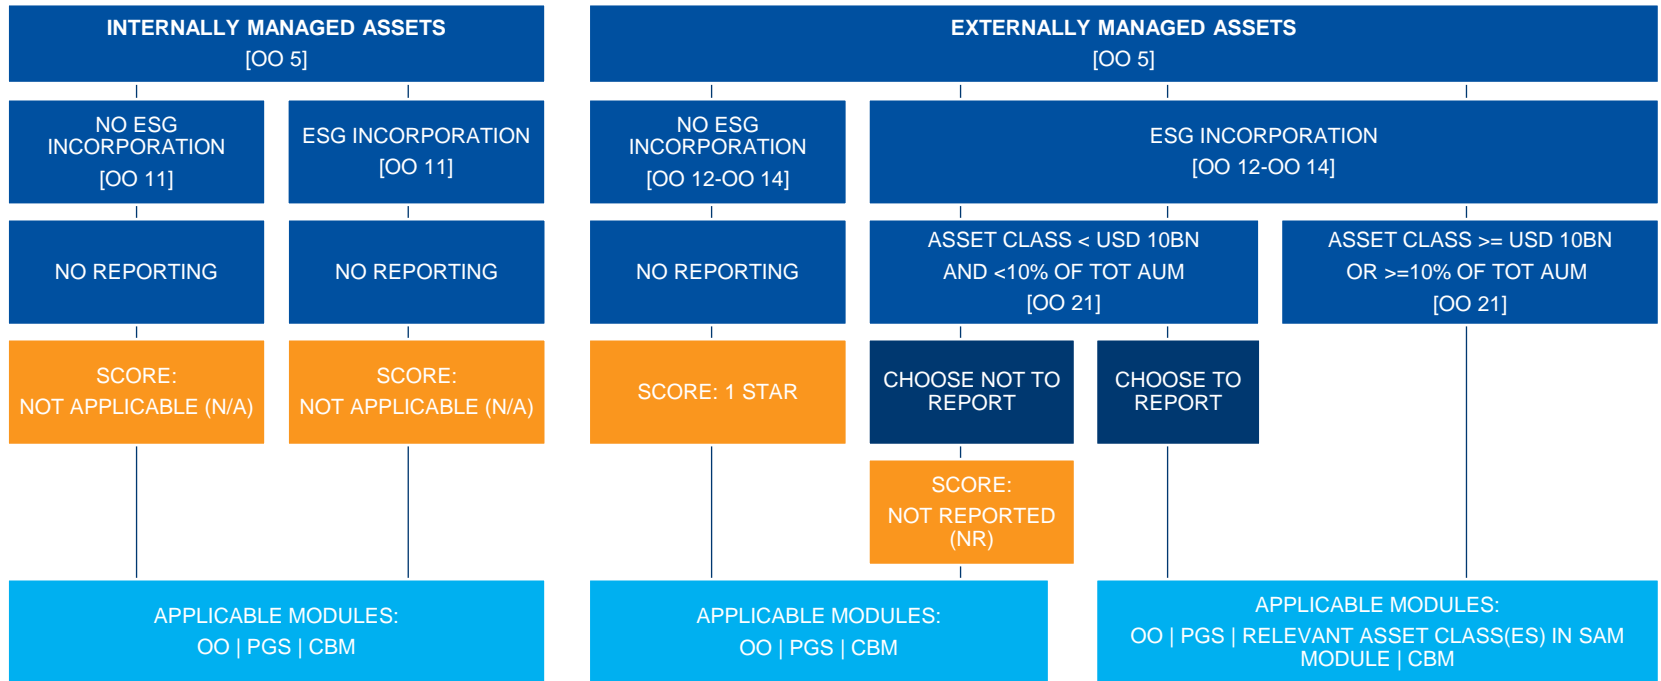 INTERNALLY MANAGED ASSETS
[OO 5]
EXTERNALLY MANAGED ASSETS
[OO 5]
NO ESG
INCORPORATION
[OO 11]
ESG INCORPORATION
[OO 11]
NO ESG
INCORPORATION
[OO 12-OO 14]
ESG INCORPORATION
[OO 12-OO 14]
NO REPORTING
NO REPORTING
NO REPORTING
ASSET CLASS < USD 10BN
AND <10% OF TOT AUM
[OO 21]
ASSET CLASS >= USD 10BN
OR >=10% OF TOT AUM
[OO 21]
SCORE:
NOT APPLICABLE (N/A)
SCORE:
NOT APPLICABLE (N/A)
SCORE: 1 STAR
CHOOSE NOT TO
REPORT
CHOOSE TO
REPORT
SCORE:
NOT REPORTED
(NR)
APPLICABLE MODULES:
OO | PGS | CBM
APPLICABLE MODULES:
OO | PGS | CBM
APPLICABLE MODULES:
OO | PGS | RELEVANT ASSET CLASS(ES) IN SAM
MODULE | CBM